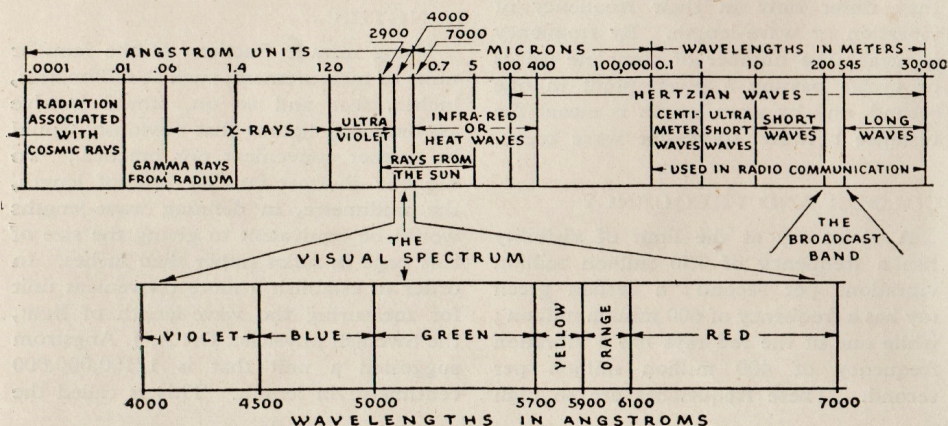 4000
2900 7000
ANGSTROM UNITS MICRONS WAVELENGTHS IN METERS
.0001 .01 .06 1.4 120 0.7 5 100 400 100,000 0.1 1 10 200 545 30,000
HERTZIAN WAVES
RADIATION
ASSOCIATED
WITH
COSMIC RAYS
GAMMA RAYS
FROM RADIUM
X-RAYS
ULTRA
VIOLET
INFRA-RED
OR
HEAT WAVES
RAYS FROM
THE SUN
CENTI-
METER
WAVES
ULTRA
SHORT
WAVES
SHORT
WAVES
LONG
WAVES
USED IN RADIO COMMUNICATION
THE
BROADCAST
BAND
THE
VISUAL SPECTRUM
VIOLET BLUE GREEN YELLOW ORANGE RED
4000 4500 5000 5700 5900 6100 7000
WAVELENGTHS IN ANGSTROMS